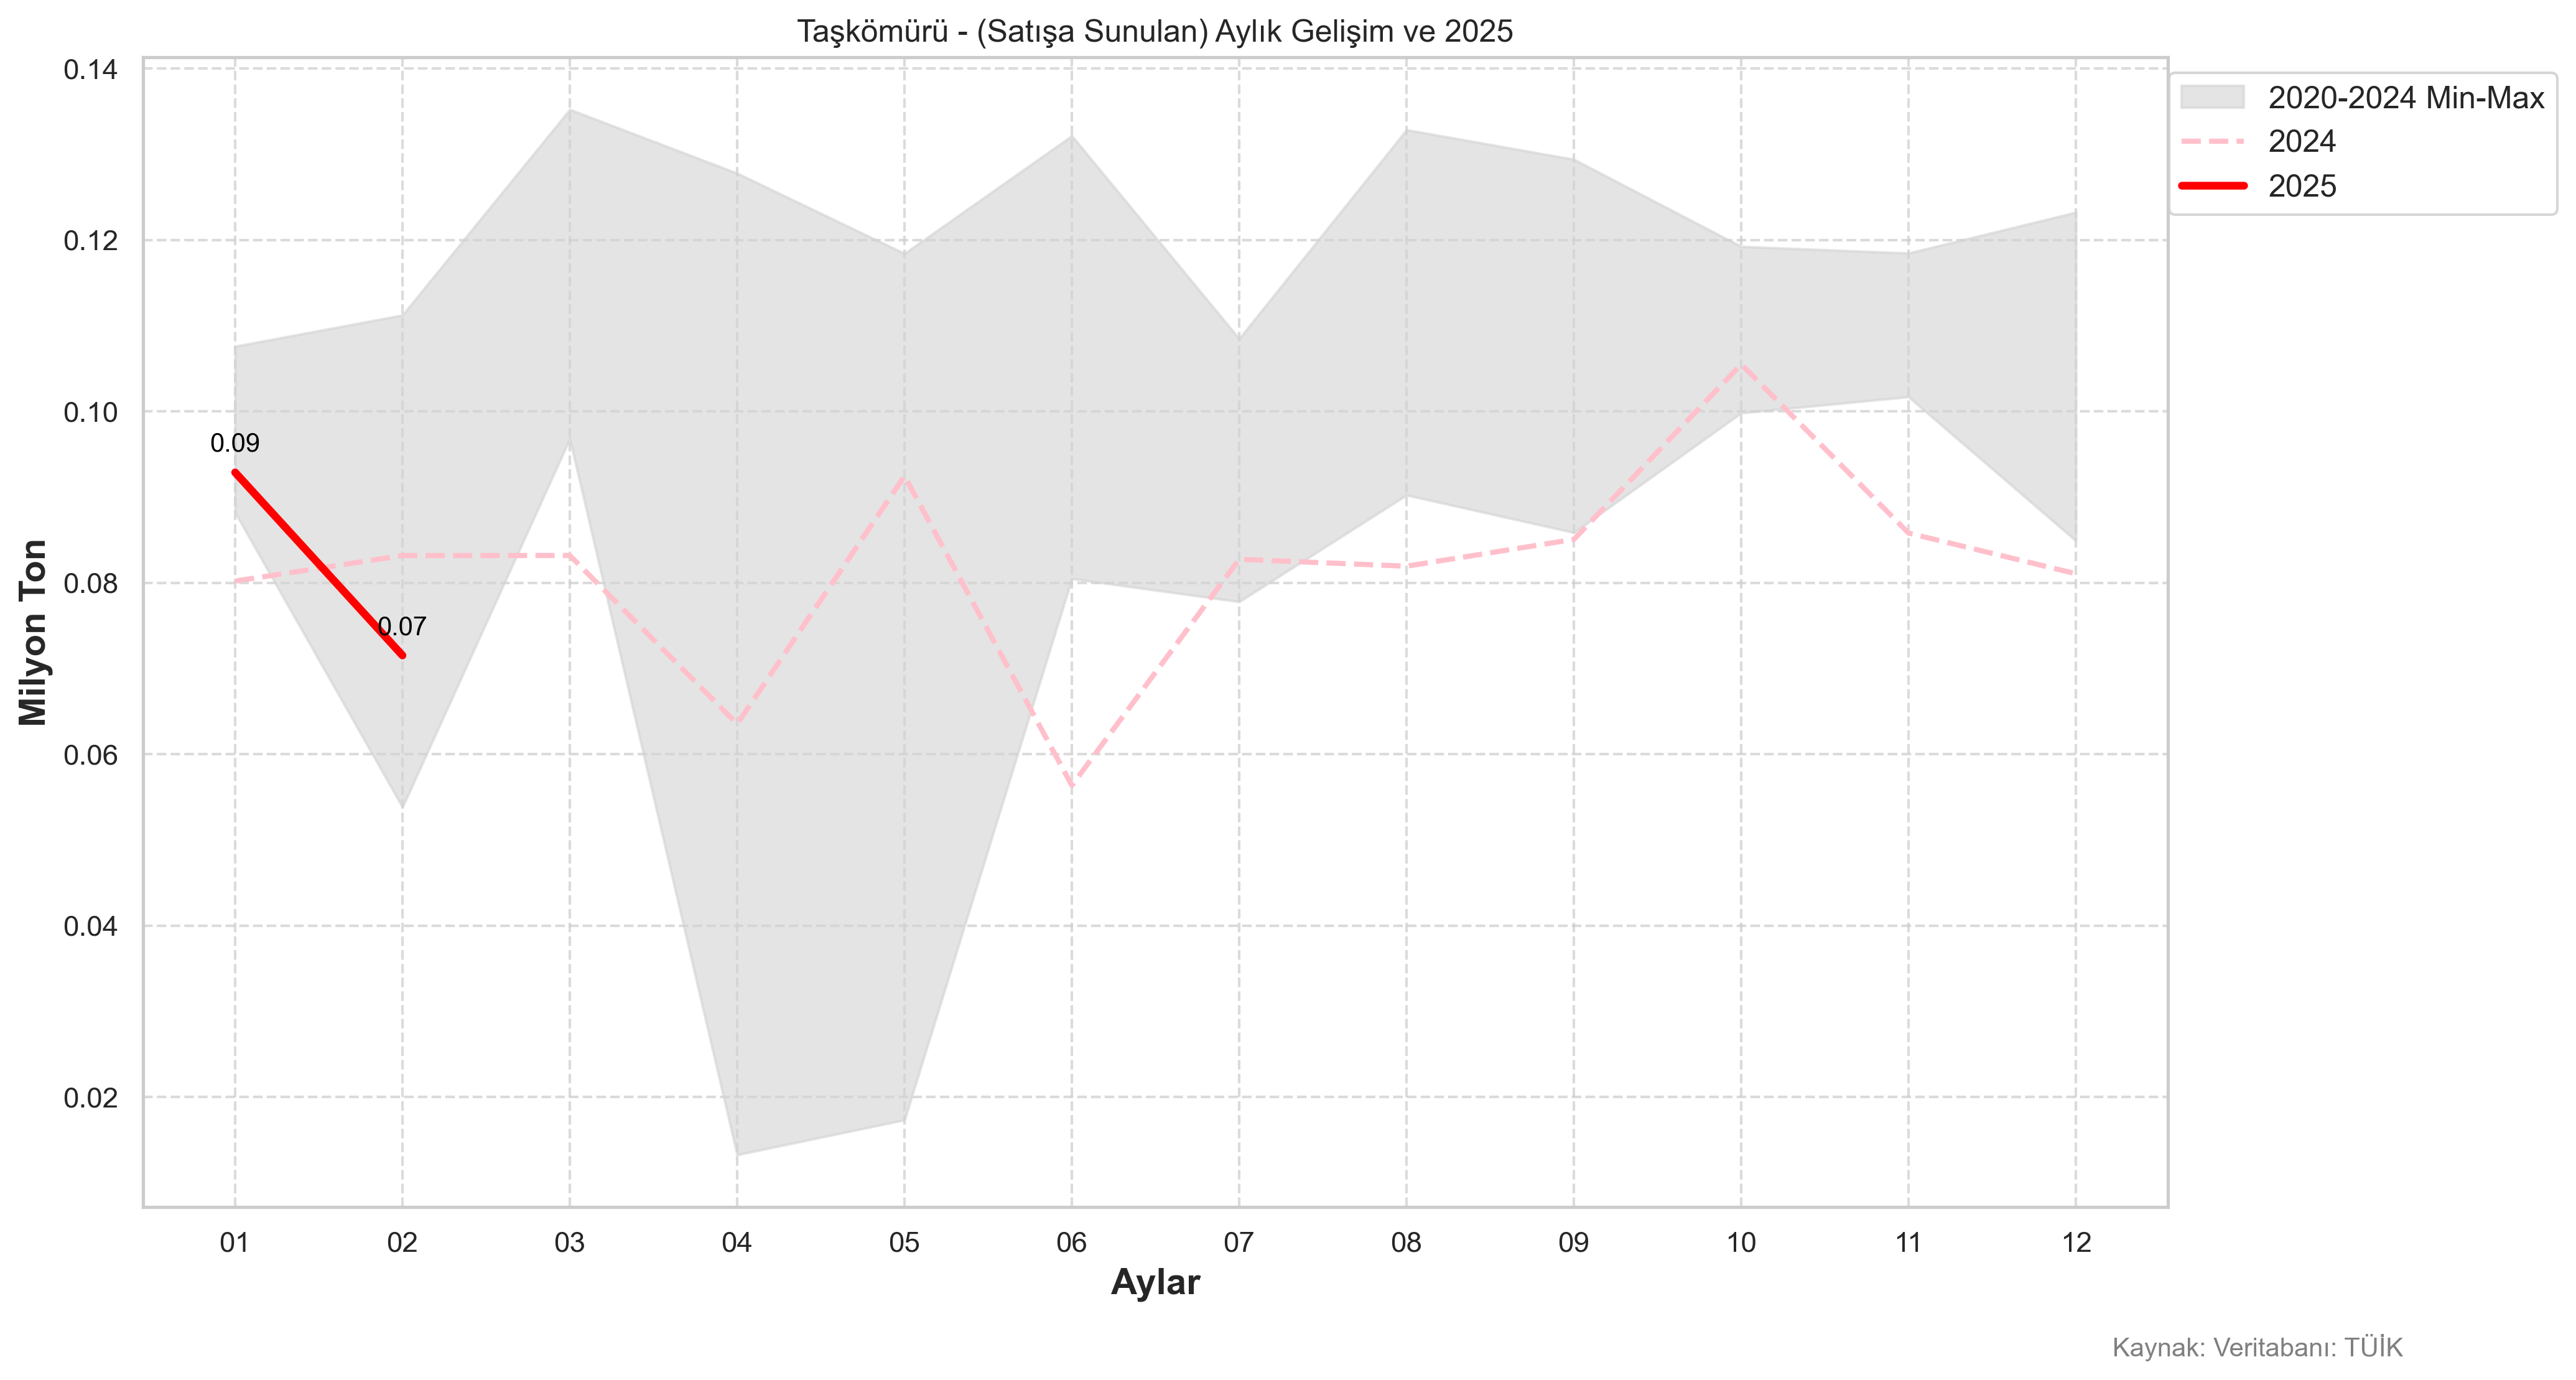 Taşkömürü - (Satışa Sunulan) Aylık Gelişim ve 2025
2020-2024 Min-Max
2024
2025
Milyon Ton
0.14
0.12
0.10
0.08
0.06
0.04
0.02
0.09
0.07
01 02 03 04 05 06 07 08 09 10 11 12
Aylar
Kaynak: Veritabanı: TÜİK